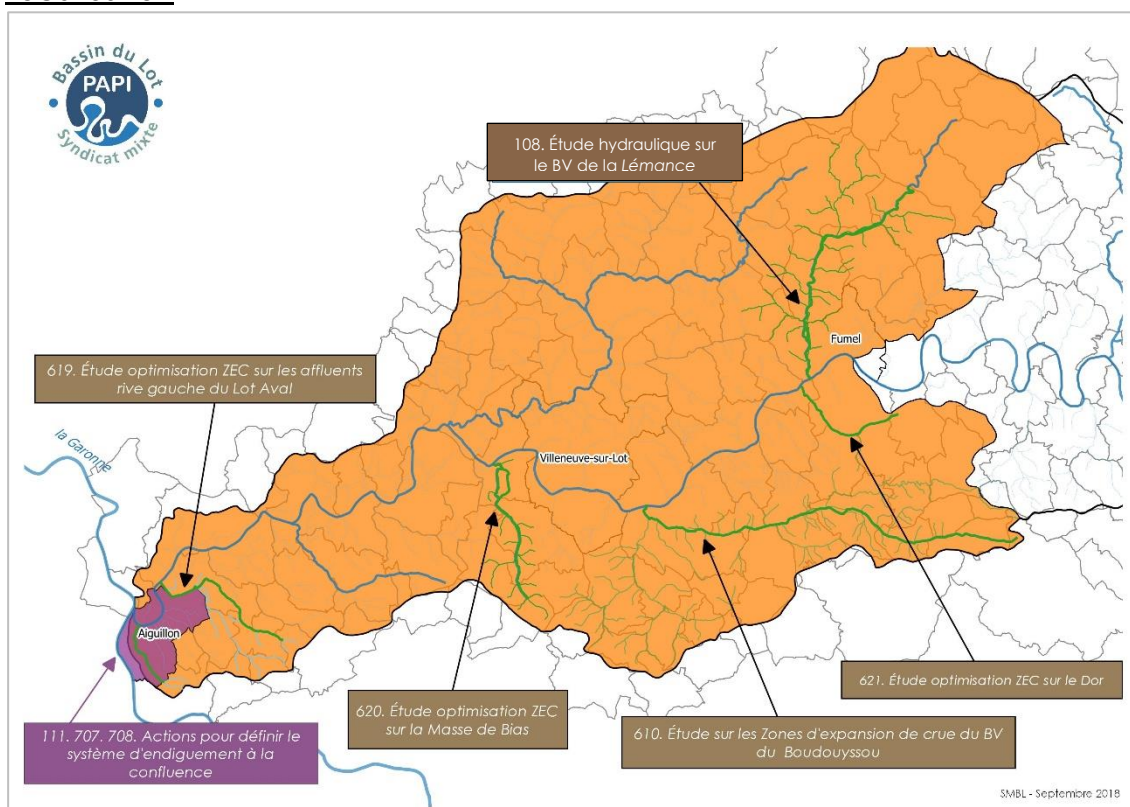 Bassin du Lot
PAPI
Syndicat mixte
108. Étude hydraulique sur
le BV de la Lémance
Fumel
619. Étude optimisation ZEC sur les affluents
rive gauche du Lot Aval
la Garonne
Villeneuve-sur-Lot
Aiguillon
621. Étude optimisation ZEC sur le Dor
620. Étude optimisation ZEC
sur la Masse de Bias
610. Étude sur les Zones d'expansion de crue du BV
du Boudouyssou
111. 707. 708. Actions pour définir le
système d'endiguement à la
confluence
SMBL - Septembre 2018